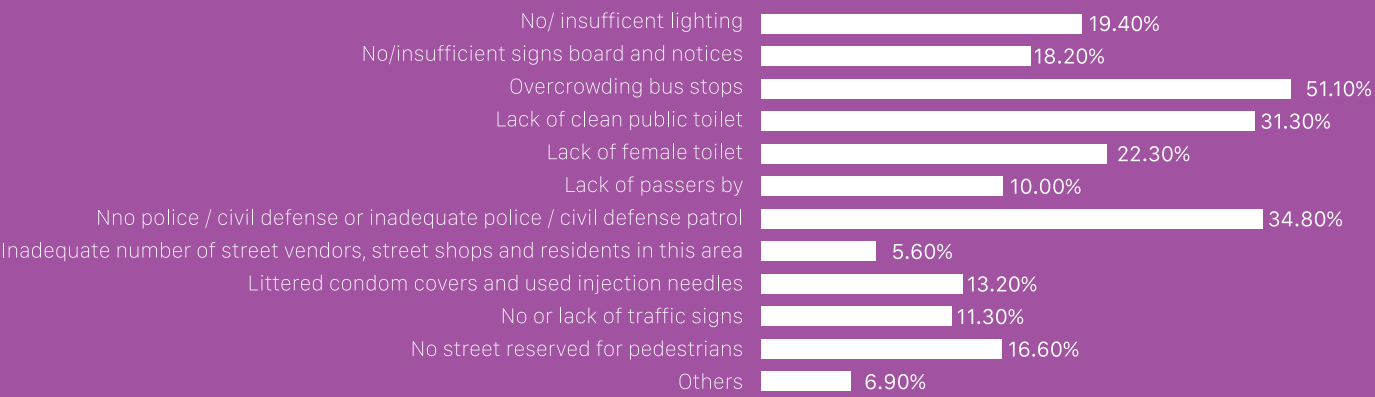 No/ insufficent lighting 19.40%
No/insufficient signs board and notices 18.20%
Overcrowding bus stops 51.10%
Lack of clean public toilet 31.30%
Lack of female toilet 22.30%
Lack of passers by 10.00%
Nno police / civil defense or inadequate police / civil defense patrol 34.80%
Inadequate number of street vendors, street shops and residents in this area 5.60%
Littered condom covers and used injection needles 13.20%
No or lack of traffic signs 11.30%
No street reserved for pedestrians 16.60%
Others 6.90%